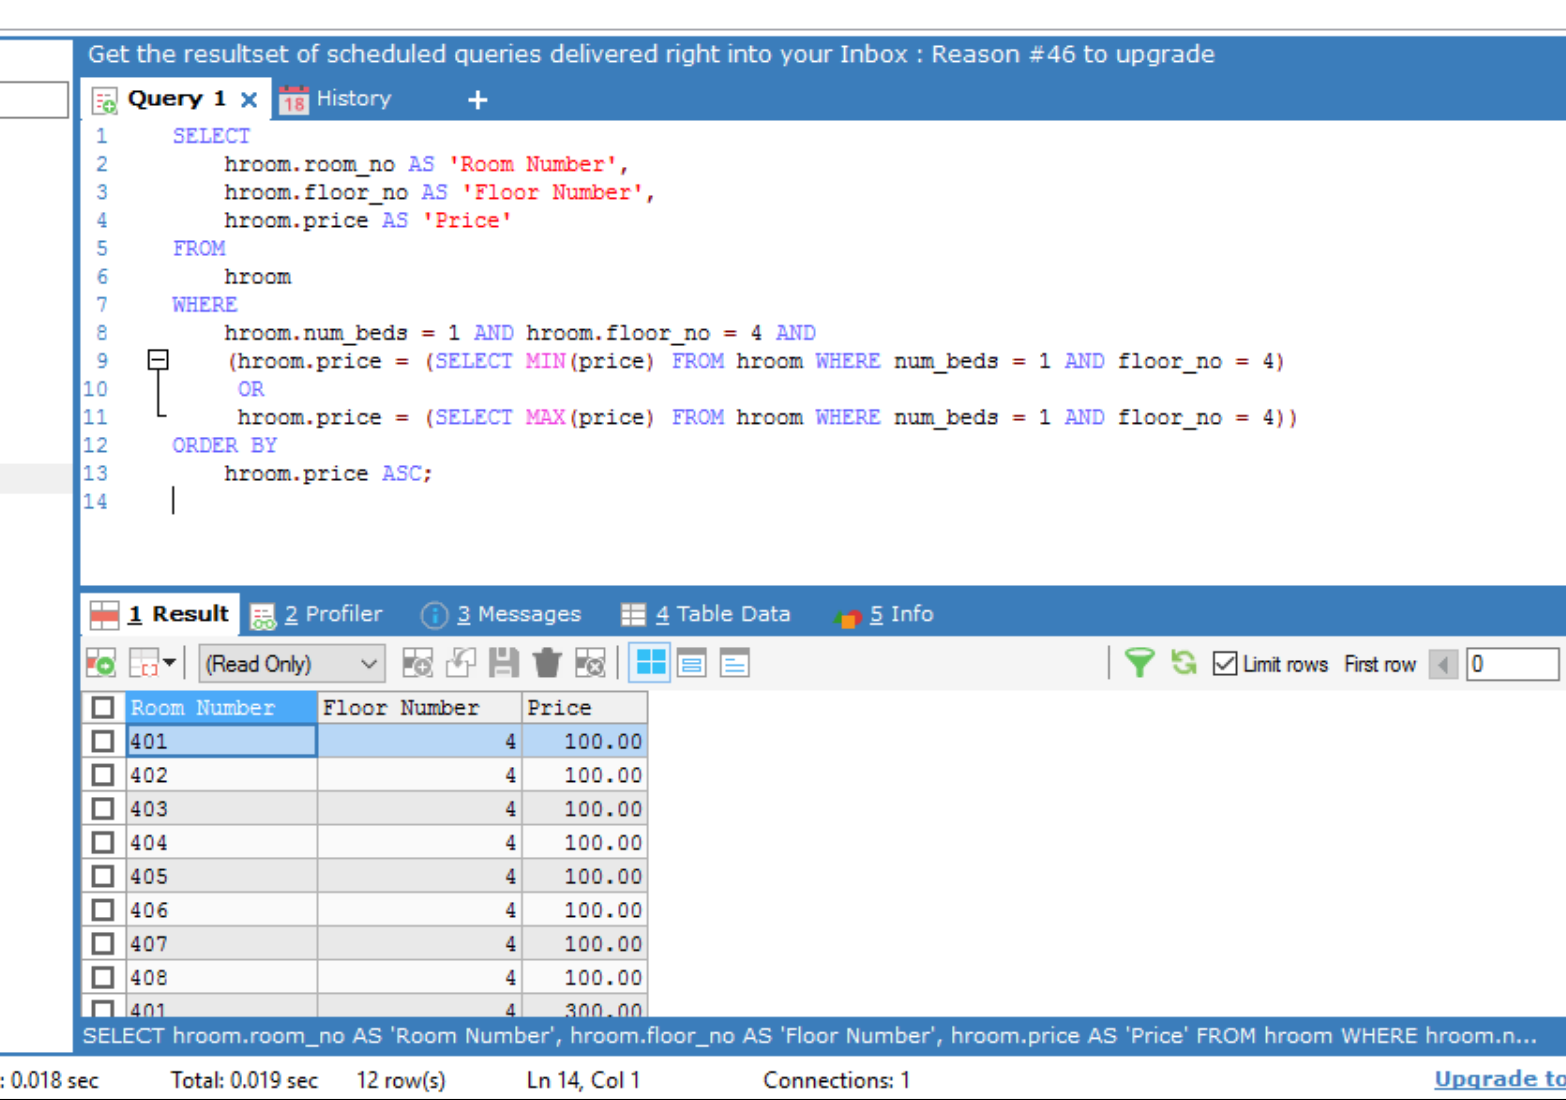 Get the resultset of scheduled queries delivered right into your Inbox : Reason #46 to upgrade
Query 1 x 18 History +
1 SELECT
2 hroom.room_no AS 'Room Number',
3 hroom.floor_no AS 'Floor Number',
4 hroom.price AS 'Price'
5 FROM
6 hroom
7 WHERE
8 hroom.num_beds = 1 AND hroom.floor_no = 4 AND
9 (hroom.price = (SELECT MIN(price) FROM hroom WHERE num_beds = 1 AND floor_no = 4)
10 OR
11 hroom.price = (SELECT MAX(price) FROM hroom WHERE num_beds = 1 AND floor_no = 4))
12 ORDER BY
13 hroom.price ASC;
14
1 Result 2 Profiler 3 Messages 4 Table Data 5 Info
(Read Only) Limit rows First row 0
Room Number Floor Number Price
401 4 100.00
402 4 100.00
403 4 100.00
404 4 100.00
405 4 100.00
406 4 100.00
407 4 100.00
408 4 100.00
401 4 300.00
SELECT hroom.room_no AS 'Room Number', hroom.floor_no AS 'Floor Number', hroom.price AS 'Price' FROM hroom WHERE hroom.n...
: 0.018 sec Total: 0.019 sec 12 row(s) Ln 14, Col 1 Connections: 1 Upgrade to